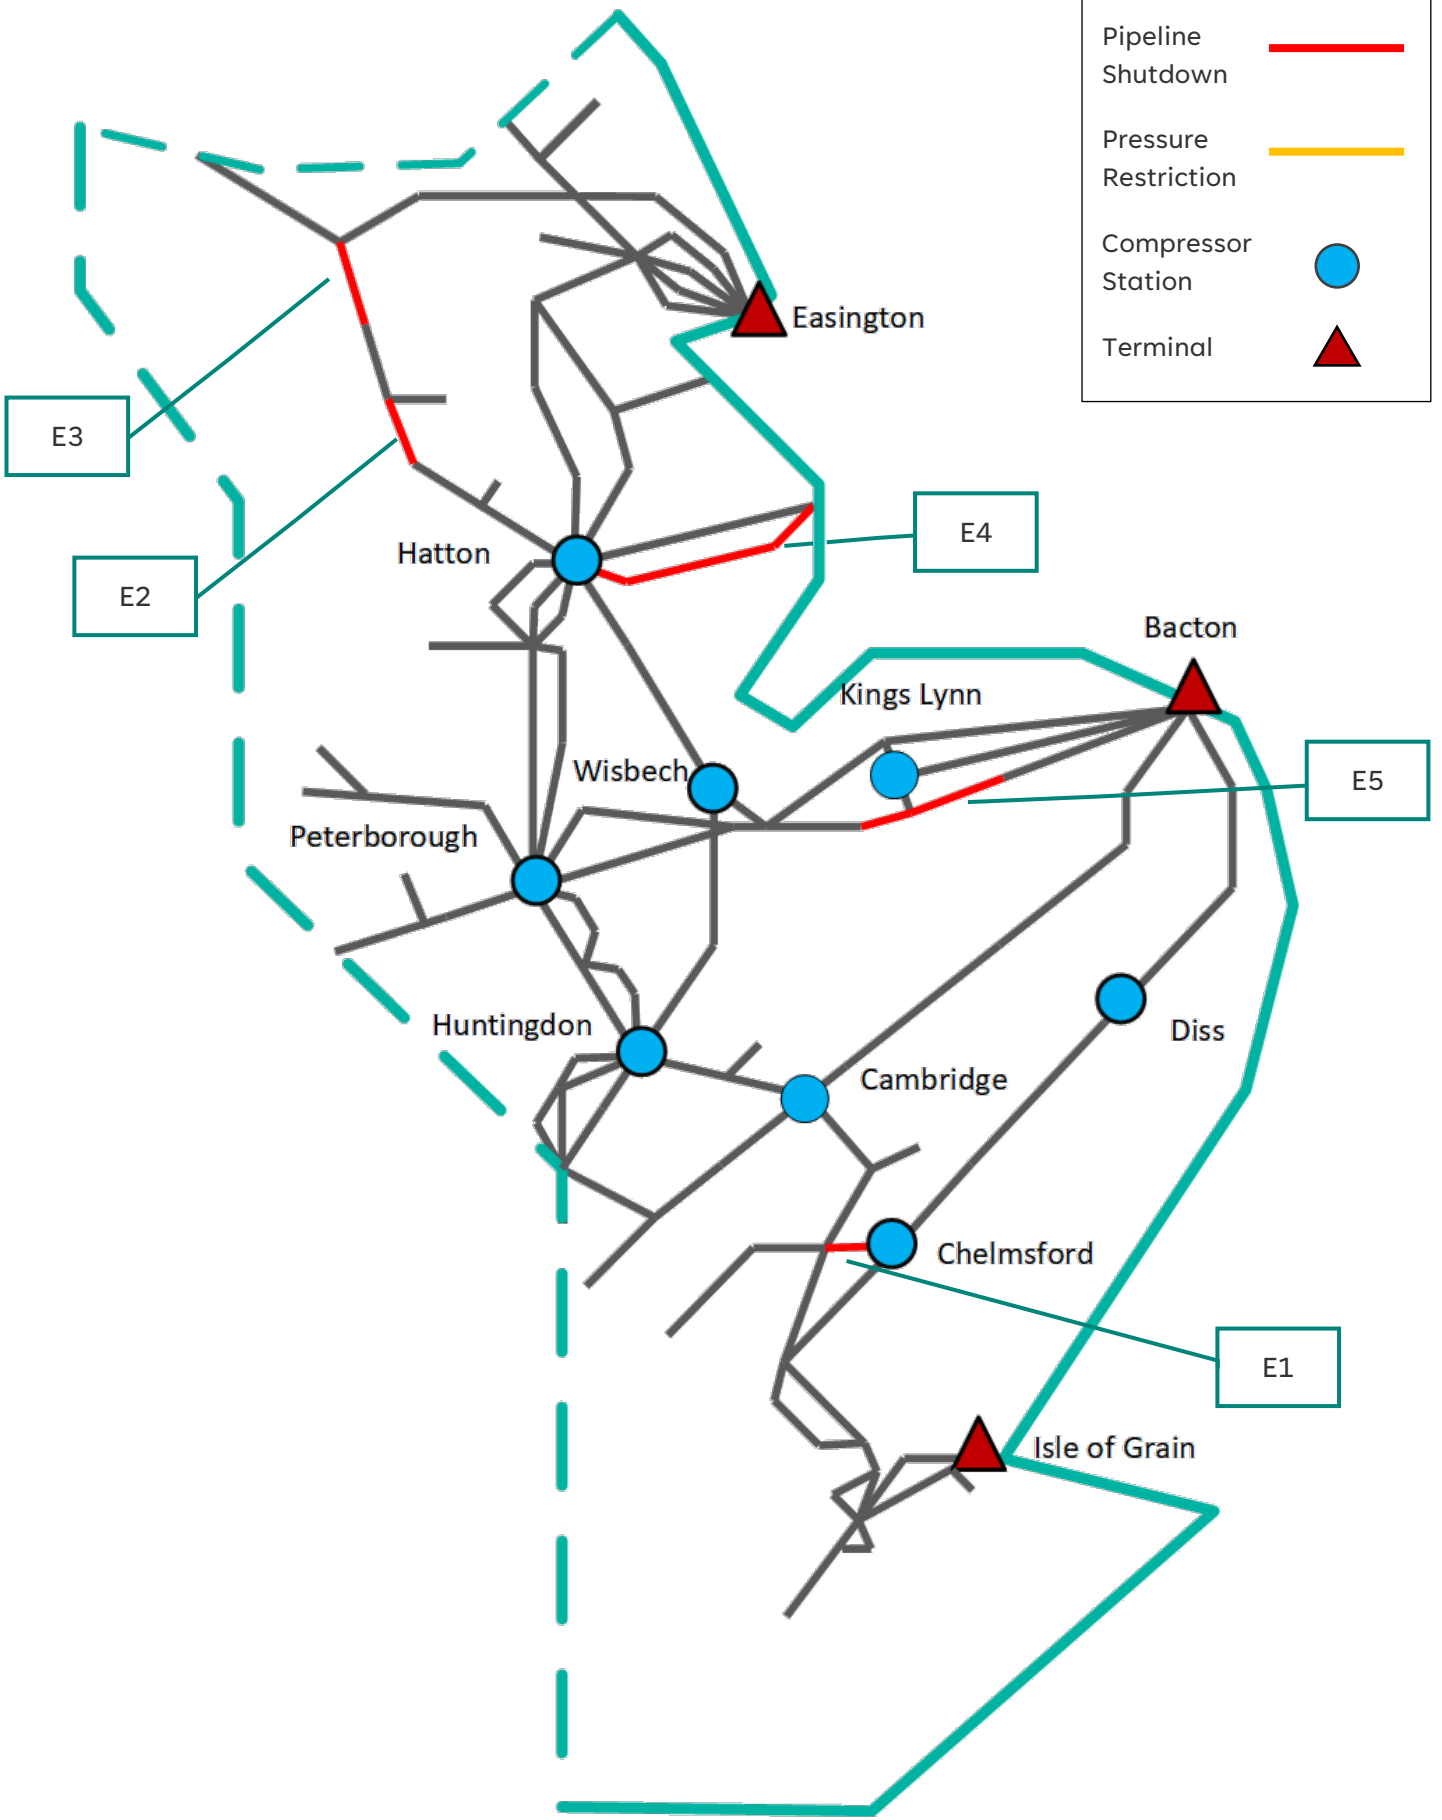 Pipeline
Shutdown
Pressure
Restriction
Compressor
Station
Terminal
Easington
E3
E4
Hatton
E2
Bacton
Kings Lynn
Wisbech
E5
Peterborough
Huntingdon
Diss
Cambridge
Chelmsford
E1
Isle of Grain